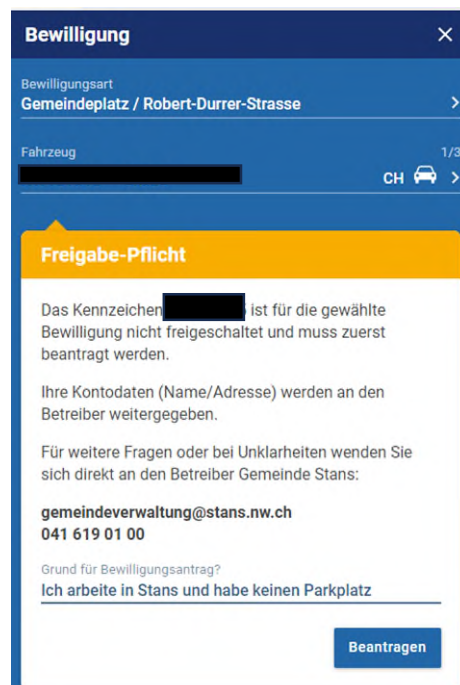 Bewilligung
Bewilligungsart
Gemeindeplatz / Robert-Durrer-Strasse
Fahrzeug 1/3
CH
Freigabe-Pflicht
Das Kennzeichen ist für die gewählte
Bewilligung nicht freigeschaltet und muss zuerst
beantragt werden.
Ihre Kontodaten (Name/Adresse) werden an den
Betreiber weitergegeben.
Für weitere Fragen oder bei Unklarheiten wenden Sie
sich direkt an den Betreiber Gemeinde Stans:
gemeindeverwaltung@stans.nw.ch
041 619 01 00
Grund für Bewilligungsantrag?
Ich arbeite in Stans und habe keinen Parkplatz
Beantragen